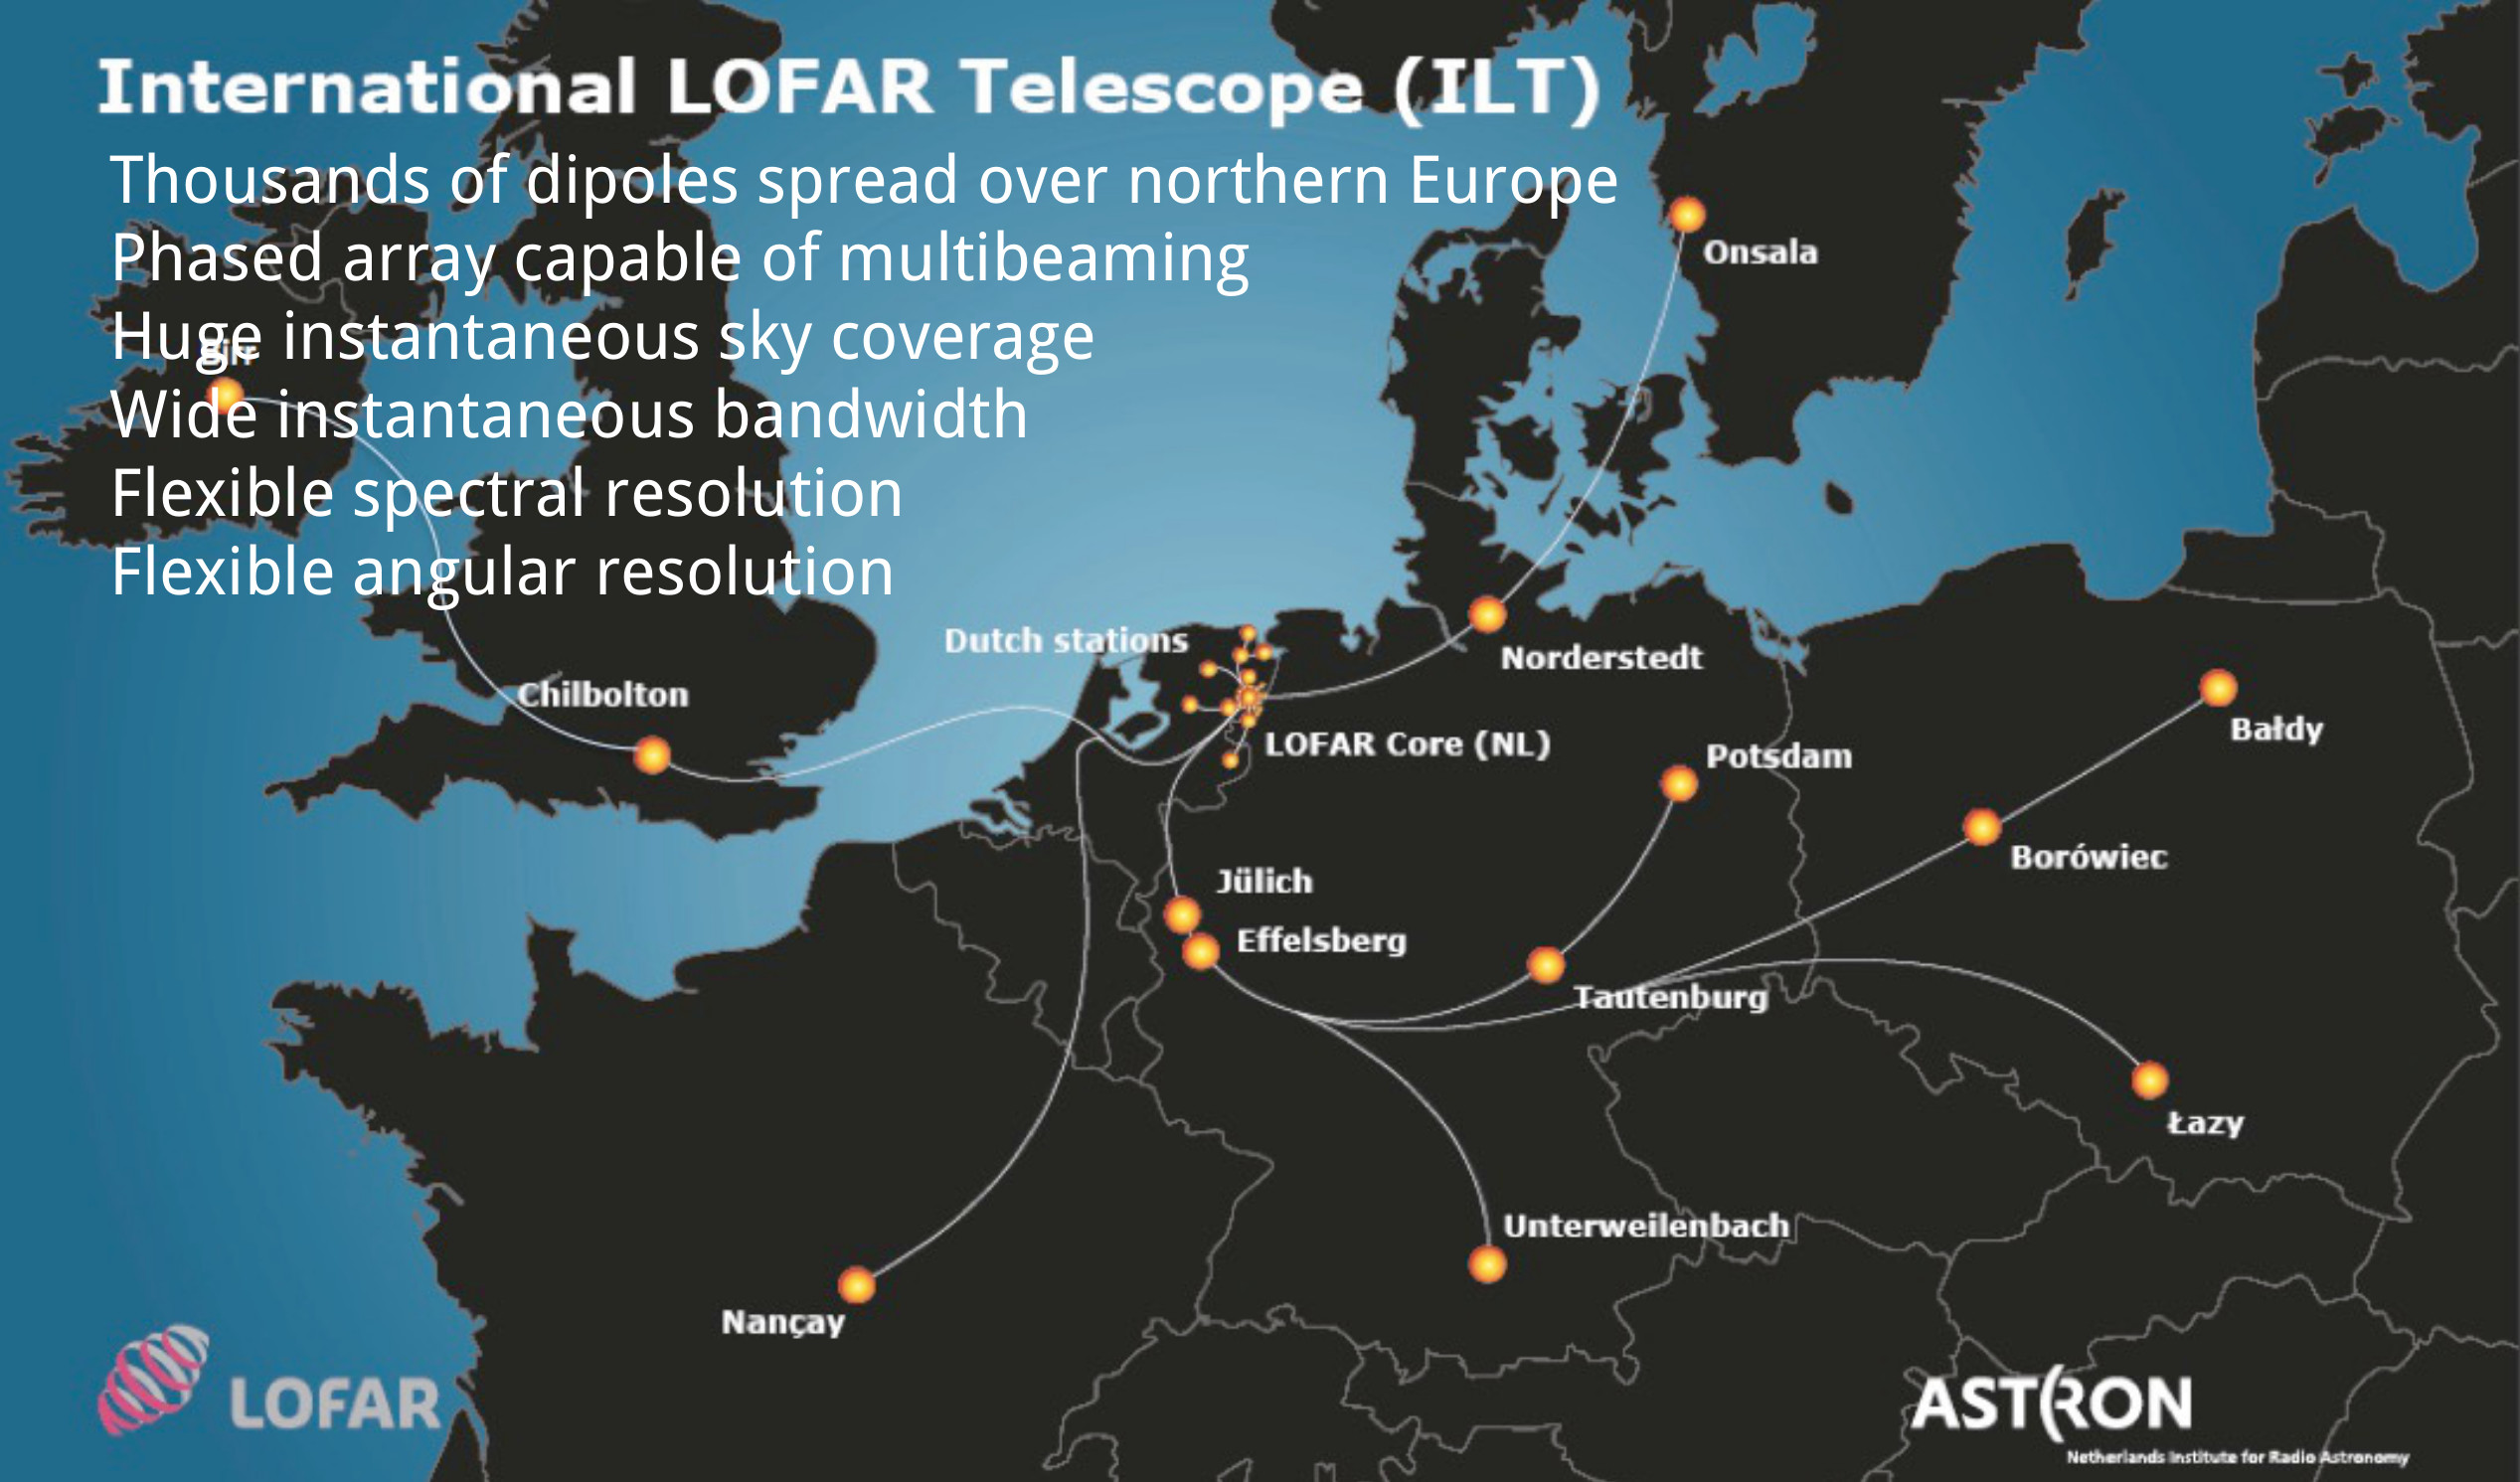 International LOFAR Telescope (ILT)
Thousands of dipoles spread over northern Europe
Phased array capable of multibeaming
Huge instantaneous sky coverage
Wide instantaneous bandwidth
Flexible spectral resolution
Flexible angular resolution
Onsala
Dutch stations
Norderstedt
Chilbolton
LOFAR Core (NL)
Bałdy
Potsdam
Borówiec
Jülich
Effelsberg
Tautenburg
Łazy
Unterweilenbach
Nançay
LOFAR
ASTRON
Netherlands Institute for Radio Astronomy